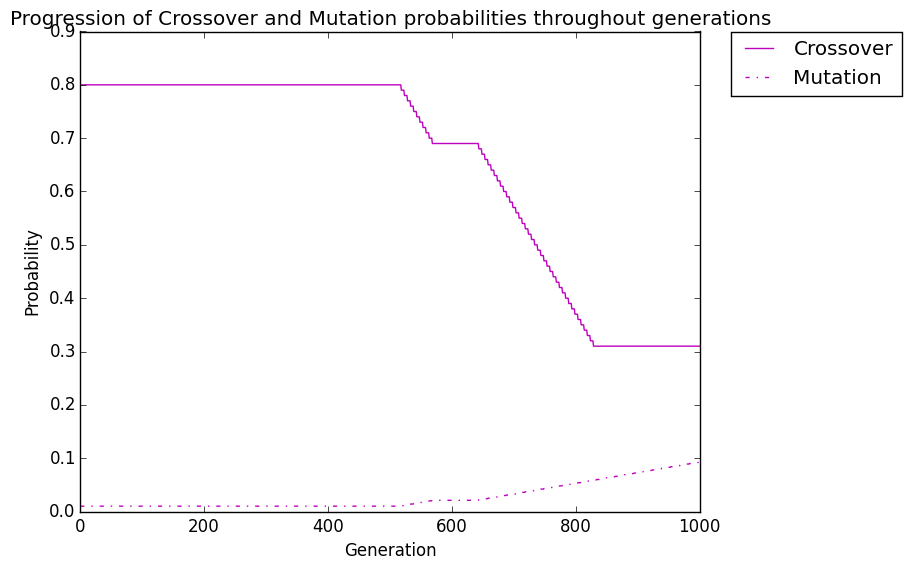 Progression of Crossover and Mutation probabilities throughout generations
Crossover
Mutation
0.9
0.8
0.7
0.6
0.5
0.4
0.3
0.2
0.1
0.0
Probability
0 200 400 600 800 1000
Generation